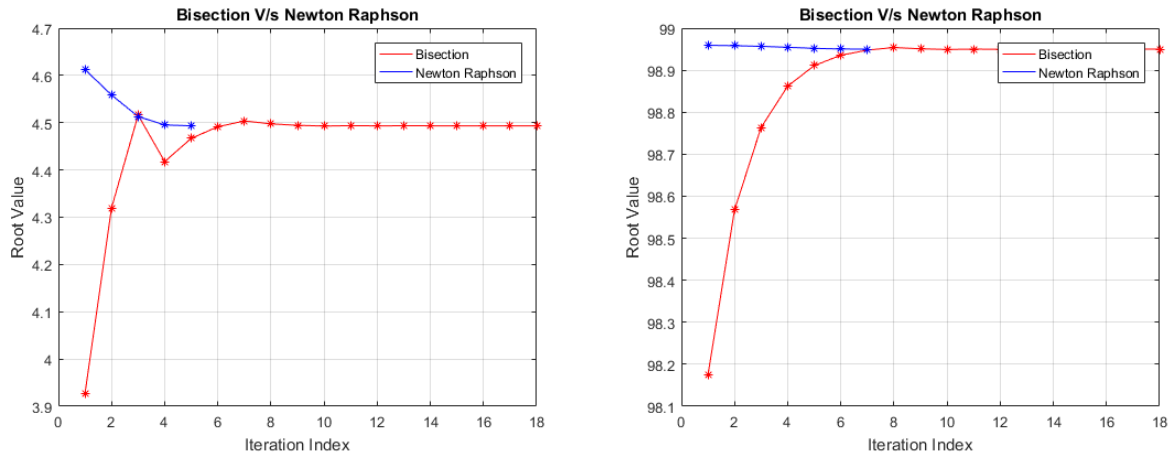 Bisection V/s Newton Raphson
4.7
4.6
4.5
4.4
4.3
4.2
4.1
4
3.9
Root Value
Bisection
Newton Raphson
0 2 4 6 8 10 12 14 16 18
Iteration Index
Bisection V/s Newton Raphson
99
98.9
98.8
98.7
98.6
98.5
98.4
98.3
98.2
98.1
Root Value
Bisection
Newton Raphson
0 2 4 6 8 10 12 14 16 18
Iteration Index